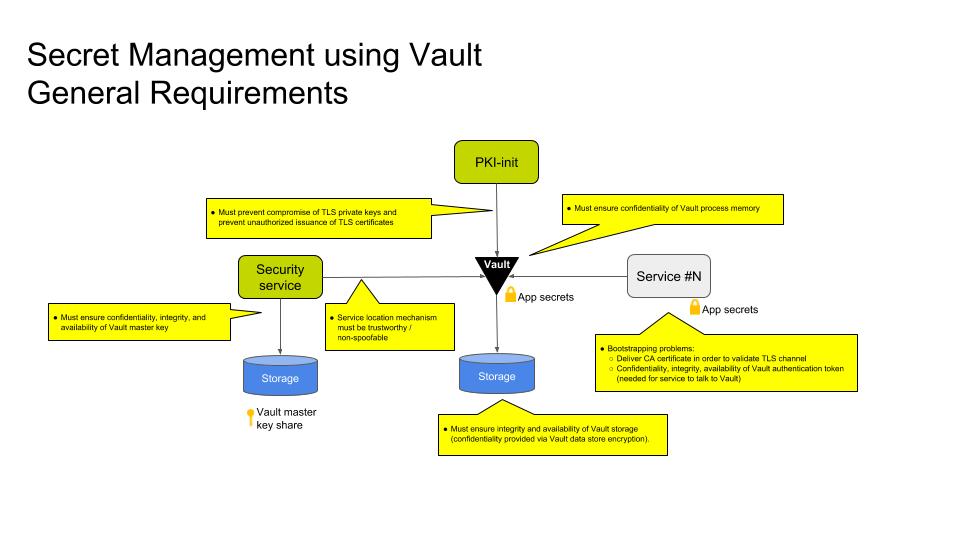 Secret Management using Vault
General Requirements
PKI-init
● Must prevent compromise of TLS private keys and
prevent unauthorized issuance of TLS certificates
● Must ensure confidentiality of Vault process memory
Security
service
Vault
Service #N
App secrets
App secrets
● Must ensure confidentiality, integrity, and
availability of Vault master key
● Service location mechanism
must be trustworthy /
non-spoofable
● Bootstrapping problems:
○ Deliver CA certificate in order to validate TLS channel
○ Confidentiality, integrity, availability of Vault authentication token
(needed for service to talk to Vault)
Storage
Storage
Vault master
key share
● Must ensure integrity and availability of Vault storage
(confidentiality provided via Vault data store encryption).